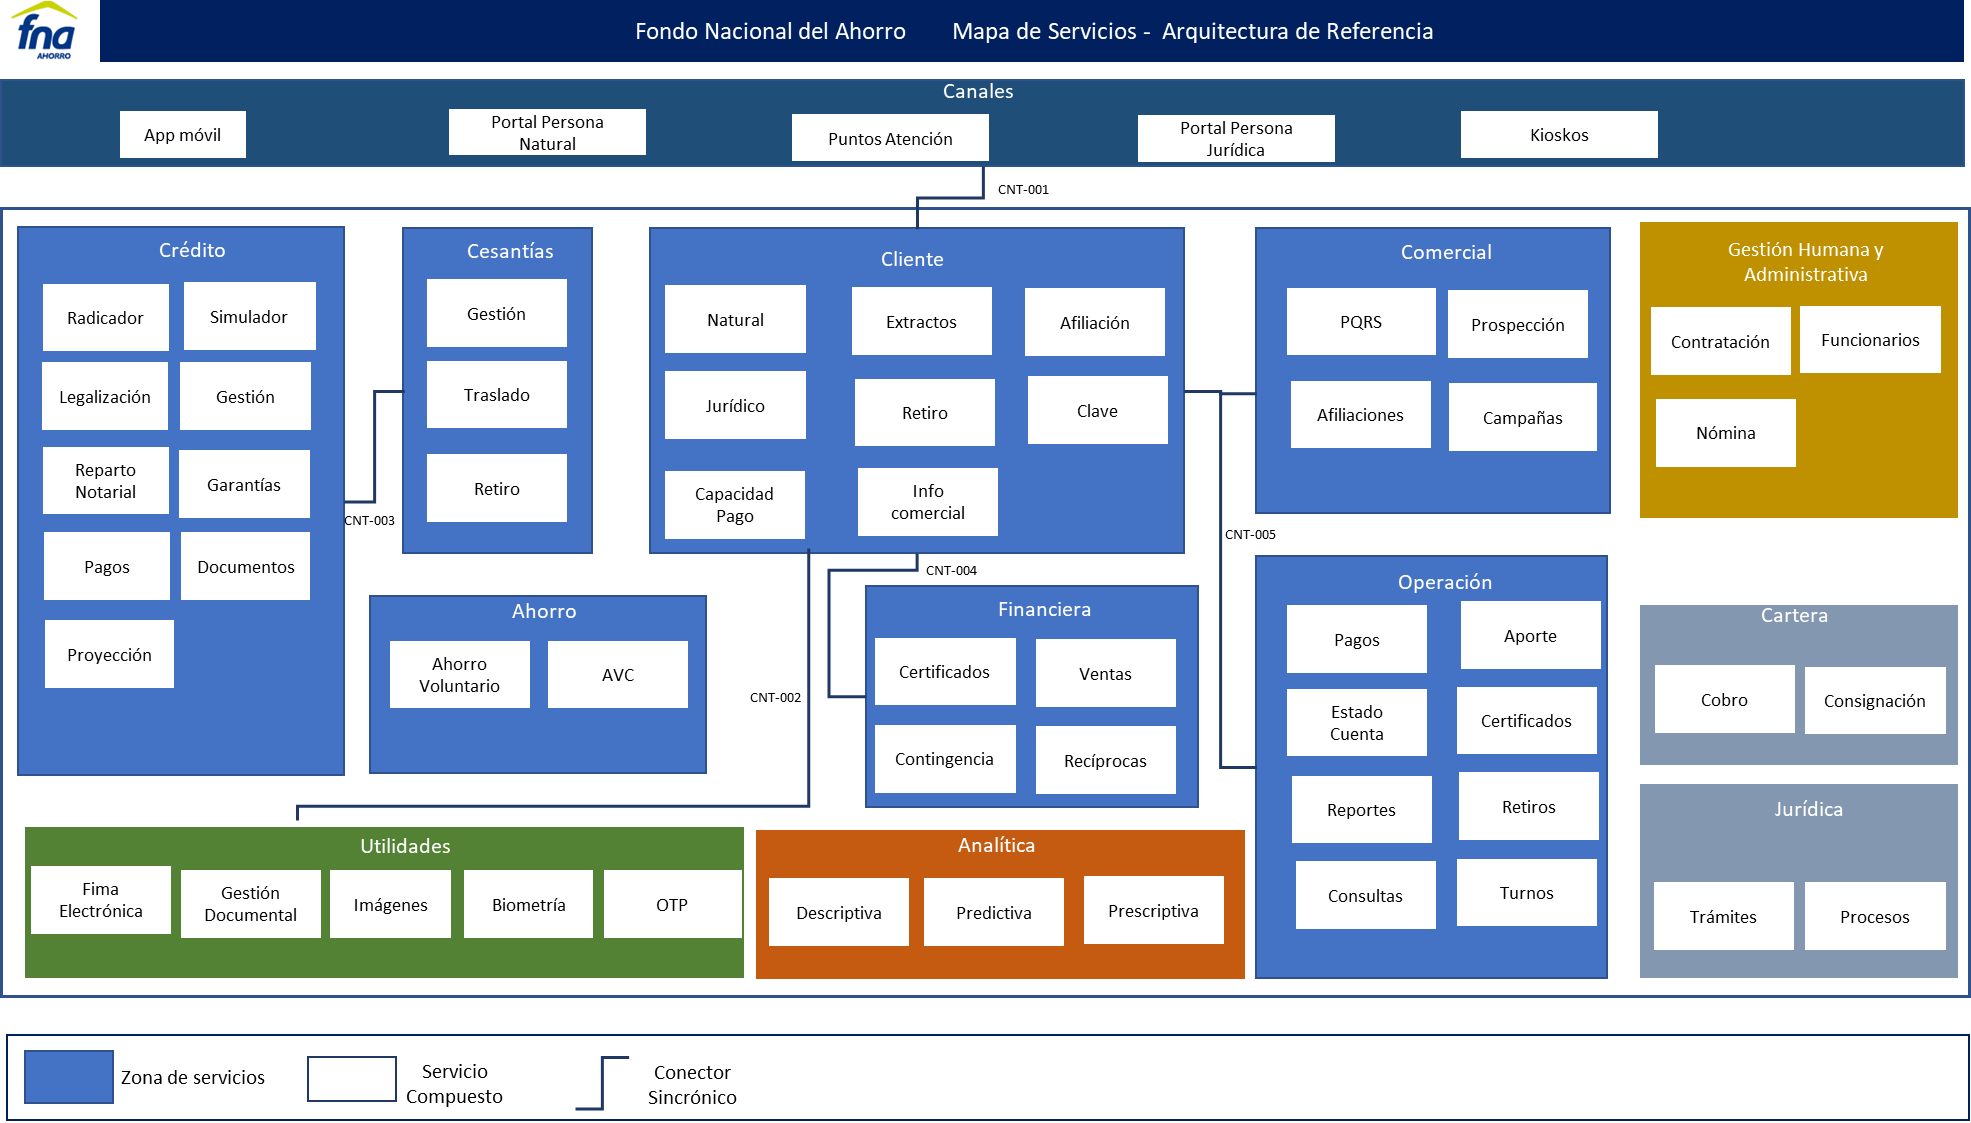 fna
AHORRO
Fondo Nacional del Ahorro Mapa de Servicios - Arquitectura de Referencia
Canales
App móvil
Portal Persona
Natural
Puntos Atención
Portal Persona
Jurídica
Kioskos
CNT-001
Crédito
Radicador
Simulador
Legalización
Gestión
Reparto
Notarial
Garantías
Pagos
Documentos
Proyección
CNT-003
Cesantías
Gestión
Traslado
Retiro
Cliente
Natural
Extractos
Afiliación
Jurídico
Retiro
Clave
Capacidad
Pago
Info
comercial
Comercial
PQRS
Prospección
Afiliaciones
Campañas
Gestión Humana y
Administrativa
Contratación
Funcionarios
Nómina
CNT-005
CNT-004
CNT-002
Ahorro
Ahorro
Voluntario
AVC
Financiera
Certificados
Ventas
Contingencia
Recíprocas
Operación
Pagos
Aporte
Estado
Cuenta
Certificados
Reportes
Retiros
Consultas
Turnos
Cartera
Cobro
Consignación
Jurídica
Trámites
Procesos
Utilidades
Fima
Electrónica
Gestión
Documental
Imágenes
Biometría
OTP
Analítica
Descriptiva
Predictiva
Prescriptiva
Zona de servicios
Servicio
Compuesto
Conector
Sincrónico